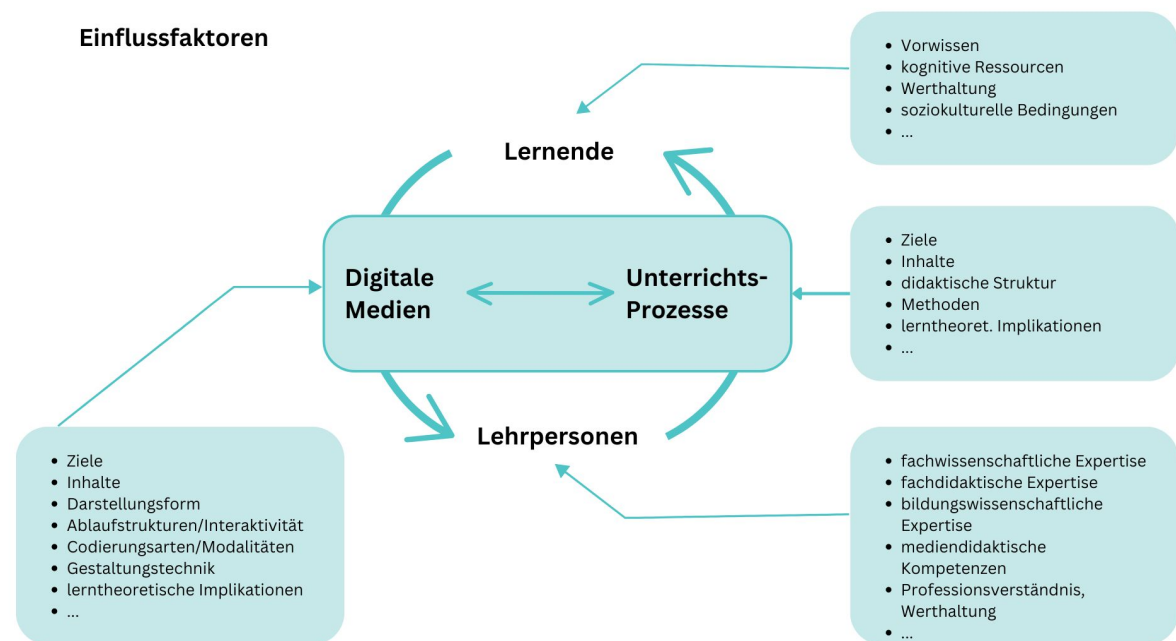 Einflussfaktoren
• Vorwissen
• kognitive Ressourcen
• Werthaltung
• soziokulturelle Bedingungen
• ...
Lernende
Digitale
Medien
Unterrichts-
Prozesse
• Ziele
• Inhalte
• didaktische Struktur
• Methoden
• lerntheoret. Implikationen
• ...
Lehrpersonen
• Ziele
• Inhalte
• Darstellungsform
• Ablaufstrukturen/Interaktivität
• Codierungsarten/Modalitäten
• Gestaltungstechnik
• lerntheoretische Implikationen
• ...
• fachwissenschaftliche Expertise
• fachdidaktische Expertise
• bildungswissenschaftliche
Expertise
• mediendidaktische
Kompetenzen
• Professionsverständnis,
Werthaltung
• ...